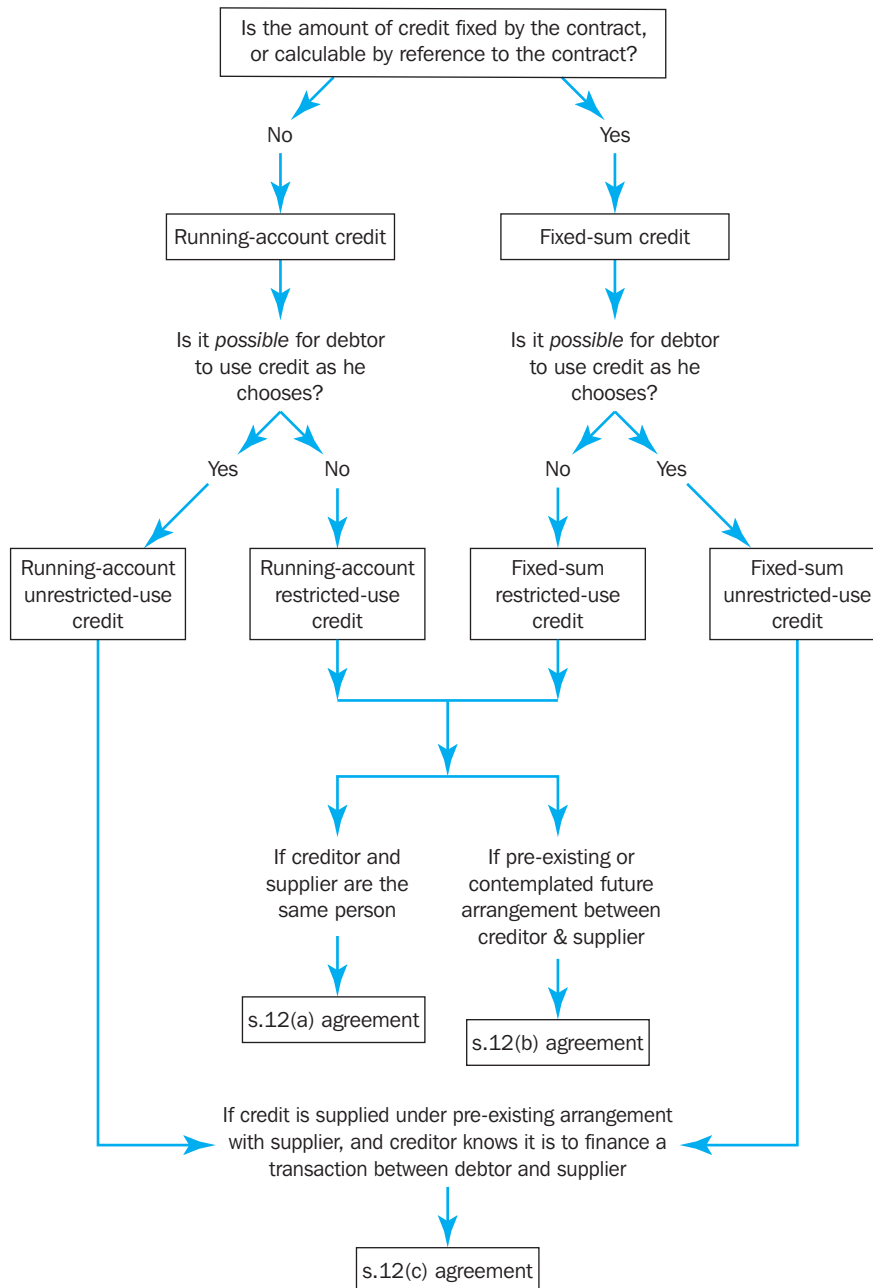 Is the amount of credit fixed by the contract,
or calculable by reference to the contract?
No
Yes
Running-account credit
Fixed-sum credit
Is it possible for debtor
to use credit as he
chooses?
Is it possible for debtor
to use credit as he
chooses?
Yes
No
No
Yes
Running-account
unrestricted-use
credit
Running-account
restricted-use
credit
Fixed-sum
restricted-use
credit
Fixed-sum
unrestricted-use
credit
If creditor and
supplier are the
same person
If pre-existing or
contemplated future
arrangement between
creditor & supplier
s.12(a) agreement
s.12(b) agreement
If credit is supplied under pre-existing arrangement
with supplier, and creditor knows it is to finance a
transaction between debtor and supplier
s.12(c) agreement